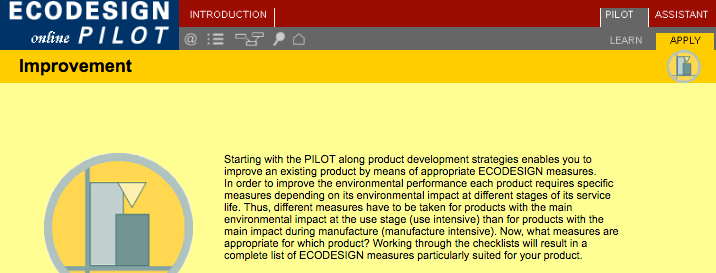 ECODESIGN
online PILOT
INTRODUCTION
PILOT
ASSISTANT
@
LEARN
APPLY
Improvement
Starting with the PILOT along product development strategies enables you to
improve an existing product by means of appropriate ECODESIGN measures.
In order to improve the environmental performance each product requires specific
measures depending on its environmental impact at different stages of its service
life. Thus, different measures have to be taken for products with the main
environmental impact at the use stage (use intensive) than for products with the
main impact during manufacture (manufacture intensive). Now, what measures are
appropriate for which product? Working through the checklists will result in a
complete list of ECODESIGN measures particularly suited for your product.